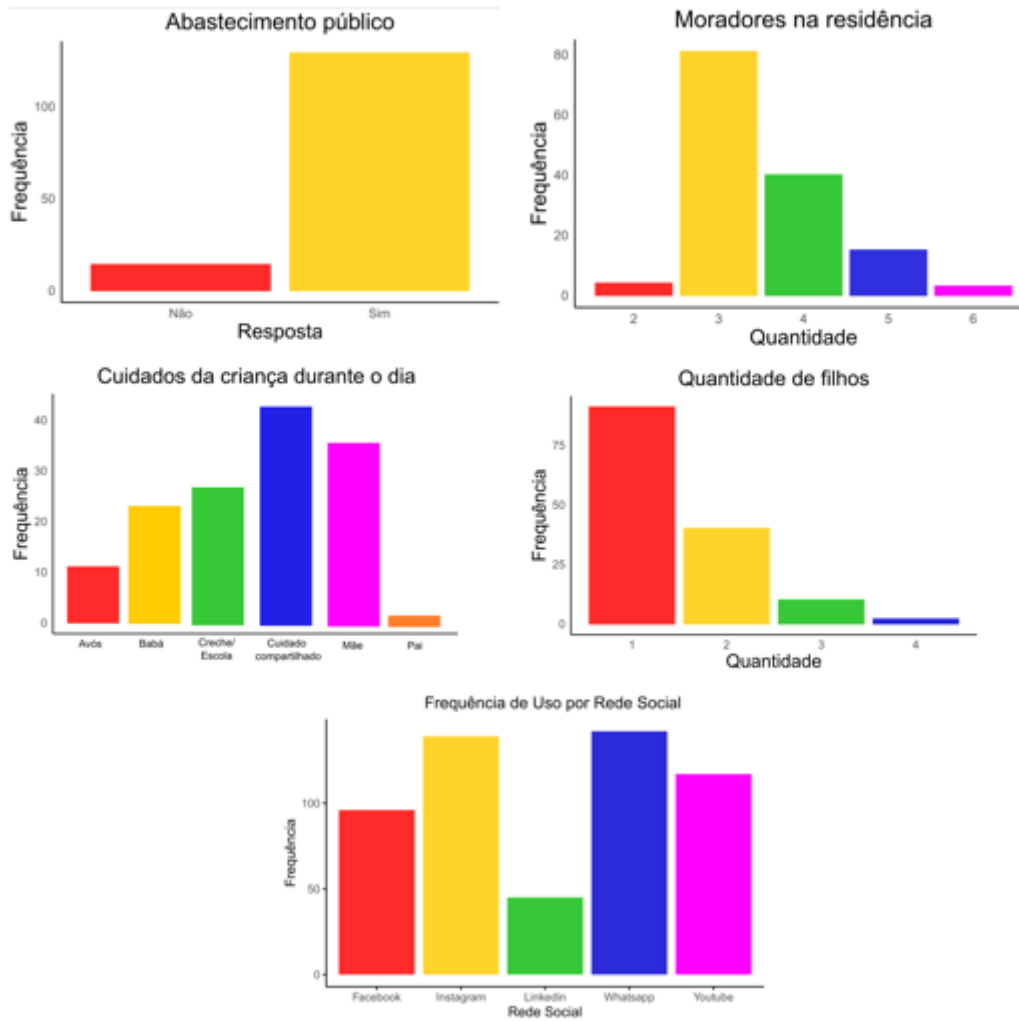 Abastecimento público
Frequência
100
50
0
Não
Sim
Resposta
Moradores na residência
Frequência
80
60
40
20
0
2
3
4
5
6
Quantidade
Cuidados da criança durante o dia
Frequência
40
30
20
10
0
Avós
Babá
Creche/
Escola
Cuidado
compartilhado
Mãe
Pai
Quantidade de filhos
Frequência
75
50
25
0
1
2
3
4
Quantidade
Frequência de Uso por Rede Social
Frequência
100
50
0
Facebook
Instagram
Linkedin
Whatsapp
Youtube
Rede Social